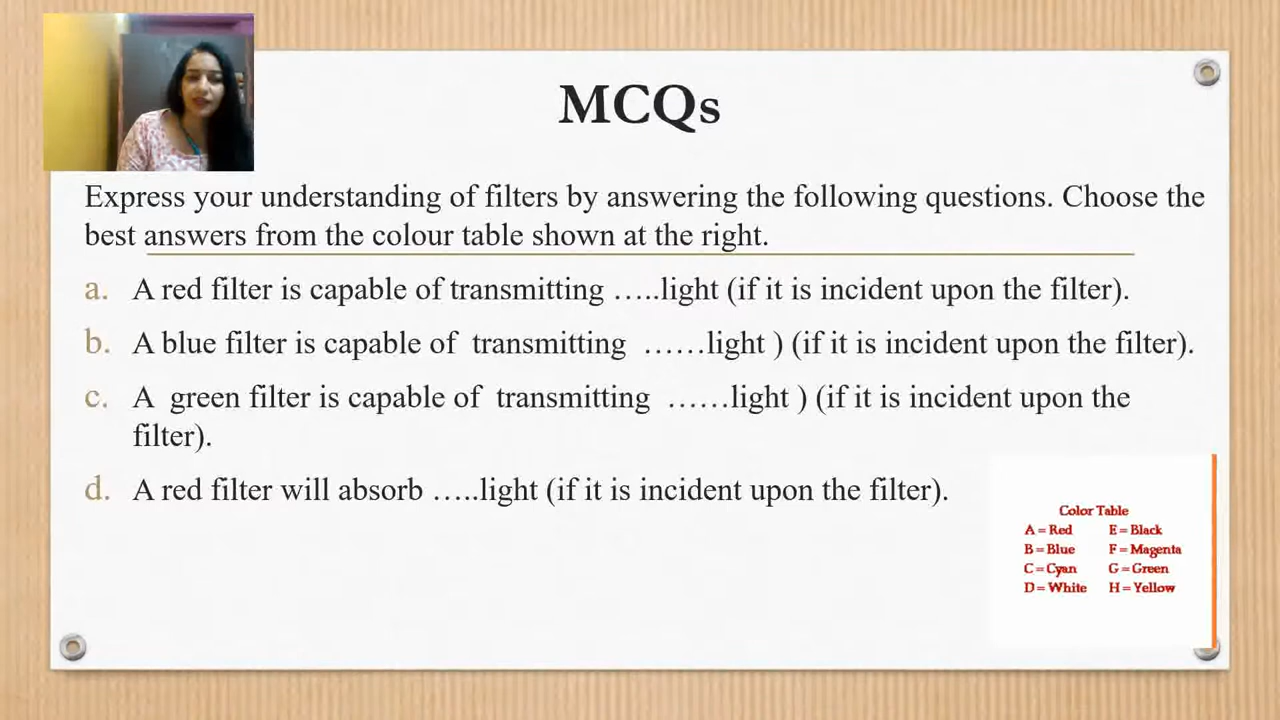 MCQs
Express your understanding of filters by answering the following questions. Choose the
best answers from the colour table shown at the right.
a. A red filter is capable of transmitting …..light (if it is incident upon the filter).
b. A blue filter is capable of transmitting ……light ) (if it is incident upon the filter).
c. A green filter is capable of transmitting ……light ) (if it is incident upon the
filter).
d. A red filter will absorb …..light (if it is incident upon the filter).
Color Table
A = Red E = Black
B = Blue F = Magenta
C = Cyan G = Green
D = White H = Yellow